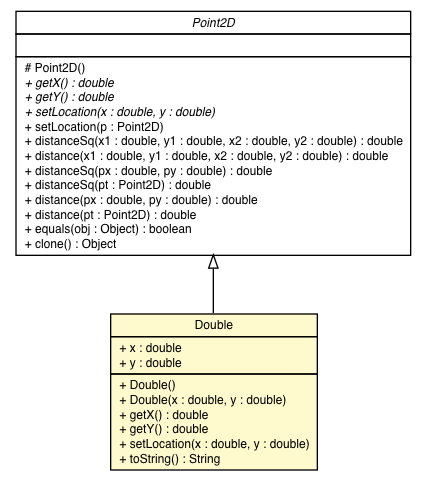 Point2D
# Point2D()
+ getX() : double
+ getY() : double
+ setLocation(x : double, y : double)
+ setLocation(p : Point2D)
+ distanceSq(x1 : double, y1 : double, x2 : double, y2 : double) : double
+ distance(x1 : double, y1 : double, x2 : double, y2 : double) : double
+ distanceSq(px : double, py : double) : double
+ distanceSq(pt : Point2D) : double
+ distance(px : double, py : double) : double
+ distance(pt : Point2D) : double
+ equals(obj : Object) : boolean
+ clone() : Object
Double
+ x : double
+ y : double
+ Double()
+ Double(x : double, y : double)
+ getX() : double
+ getY() : double
+ setLocation(x : double, y : double)
+ toString() : String